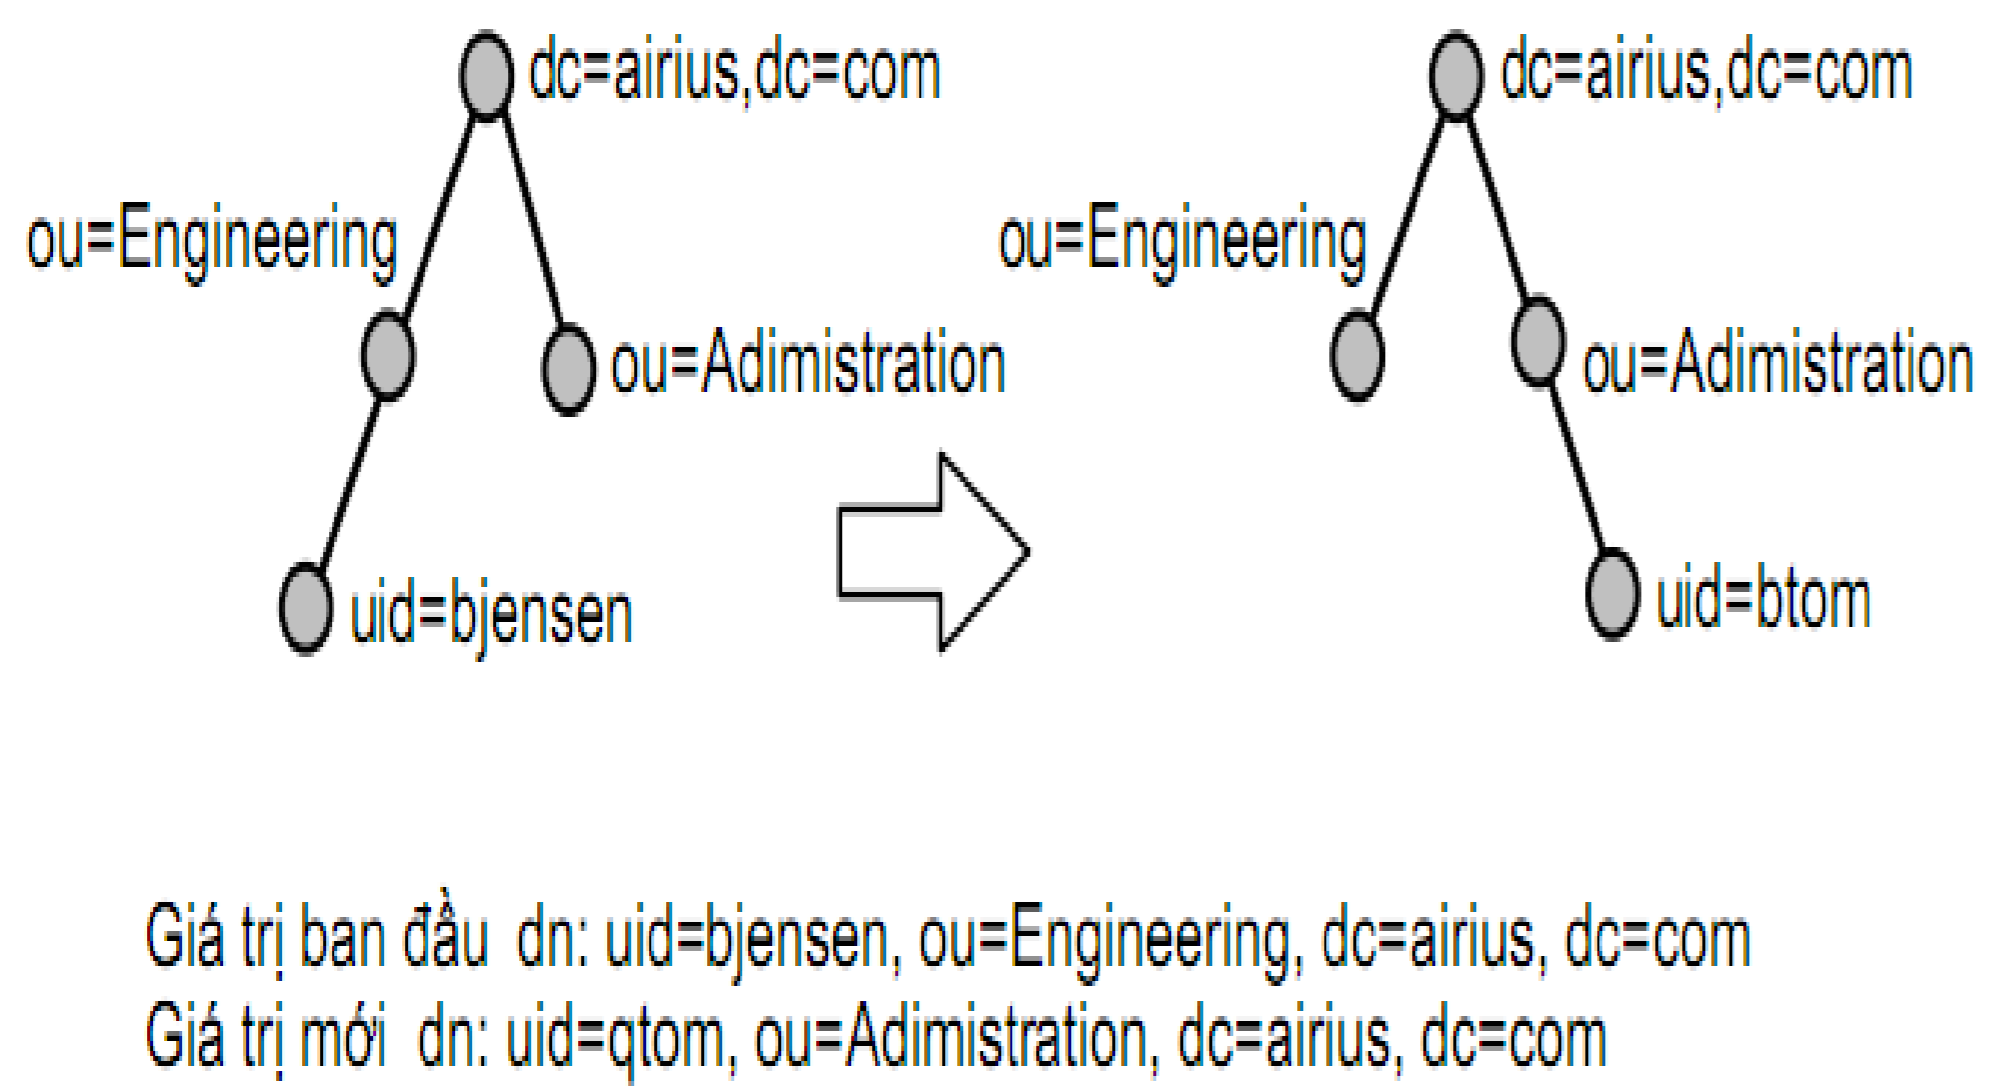 dc=airius,dc=com
ou=Engineering
ou=Adimistration
uid=bjensen
dc=airius,dc=com
ou=Engineering
ou=Adimistration
uid=btom
Giá trị ban đầu dn: uid=bjensen, ou=Engineering, dc=airius, dc=com
Giá trị mới dn: uid=qtom, ou=Adimistration, dc=airius, dc=com